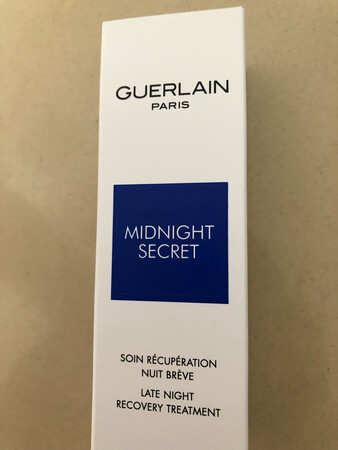 GUERLAIN
PARIS
MIDNIGHT
SECRET
SOIN RÉCUPÉRATION
NUIT BRÈVE
LATE NIGHT
RECOVERY TREATMENT